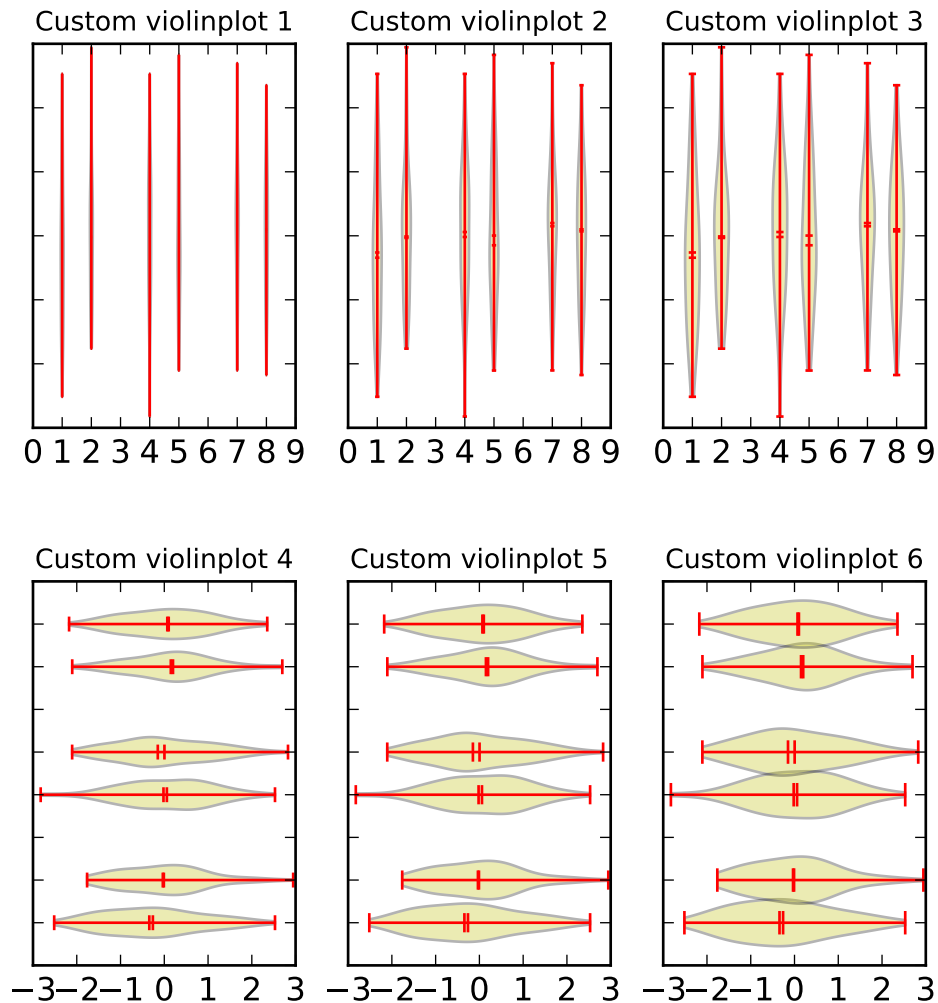 Custom violinplot 1 Custom violinplot 2 Custom violinplot 3
0 1 2 3 4 5 6 7 8 9 0 1 2 3 4 5 6 7 8 9 0 1 2 3 4 5 6 7 8 9
Custom violinplot 4 Custom violinplot 5 Custom violinplot 6
−3 −2 −1 0 1 2 3 −3 −2 −1 0 1 2 3 −3 −2 −1 0 1 2 3